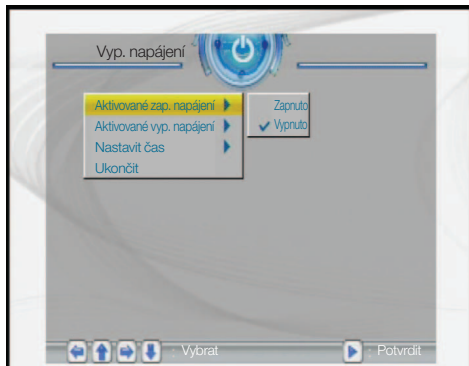 Vyp. napájení
Aktivované zap. napájení
Aktivované vyp. napájení
Nastavit čas
Ukončit
Zapnuto
Vypnuto
: Vybrat
: Potvrdit